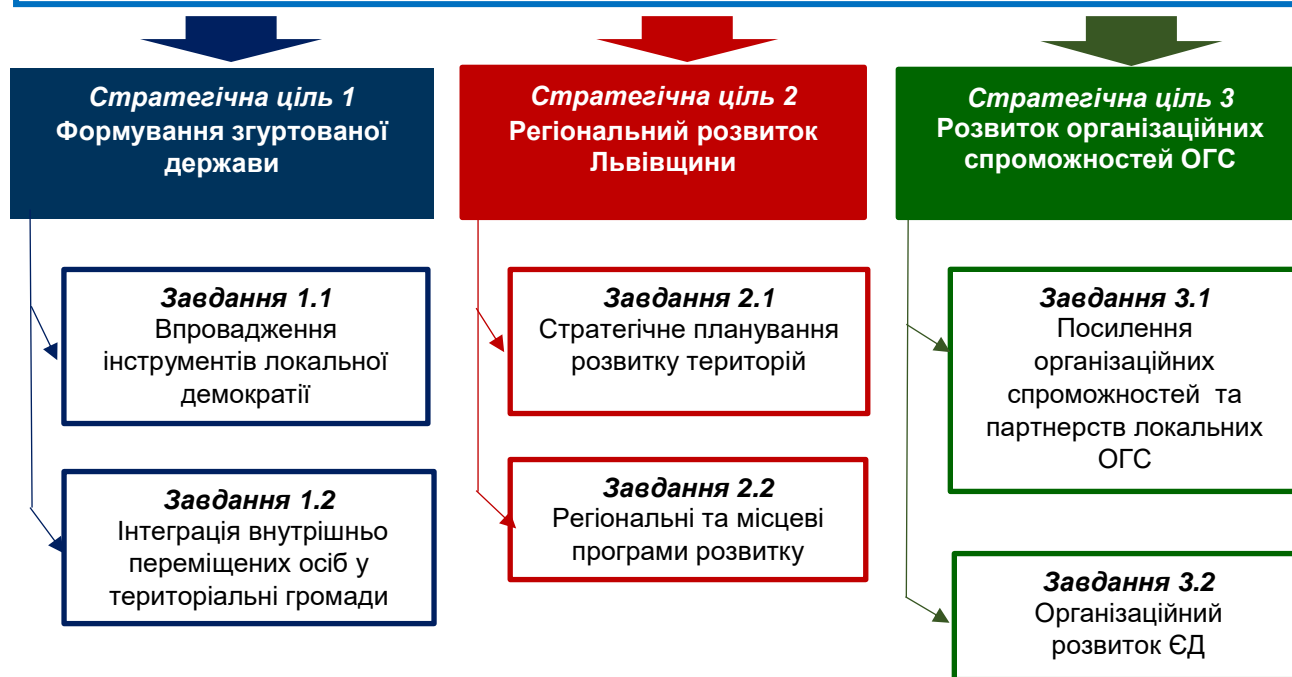 Стратегічна ціль 1
Формування згуртованої
держави
Завдання 1.1
Впровадження
інструментів локальної
демократії
Завдання 1.2
Інтеграція внутрішньо
переміщених осіб у
територіальні громади
Стратегічна ціль 2
Регіональний розвиток
Львівщини
Завдання 2.1
Стратегічне планування
розвитку територій
Завдання 2.2
Регіональні та місцеві
програми розвитку
Стратегічна ціль 3
Розвиток організаційних
спроможностей ОГС
Завдання 3.1
Посилення
організаційних
спроможностей та
партнерств локальних
ОГС
Завдання 3.2
Організаційний
розвиток ЄД